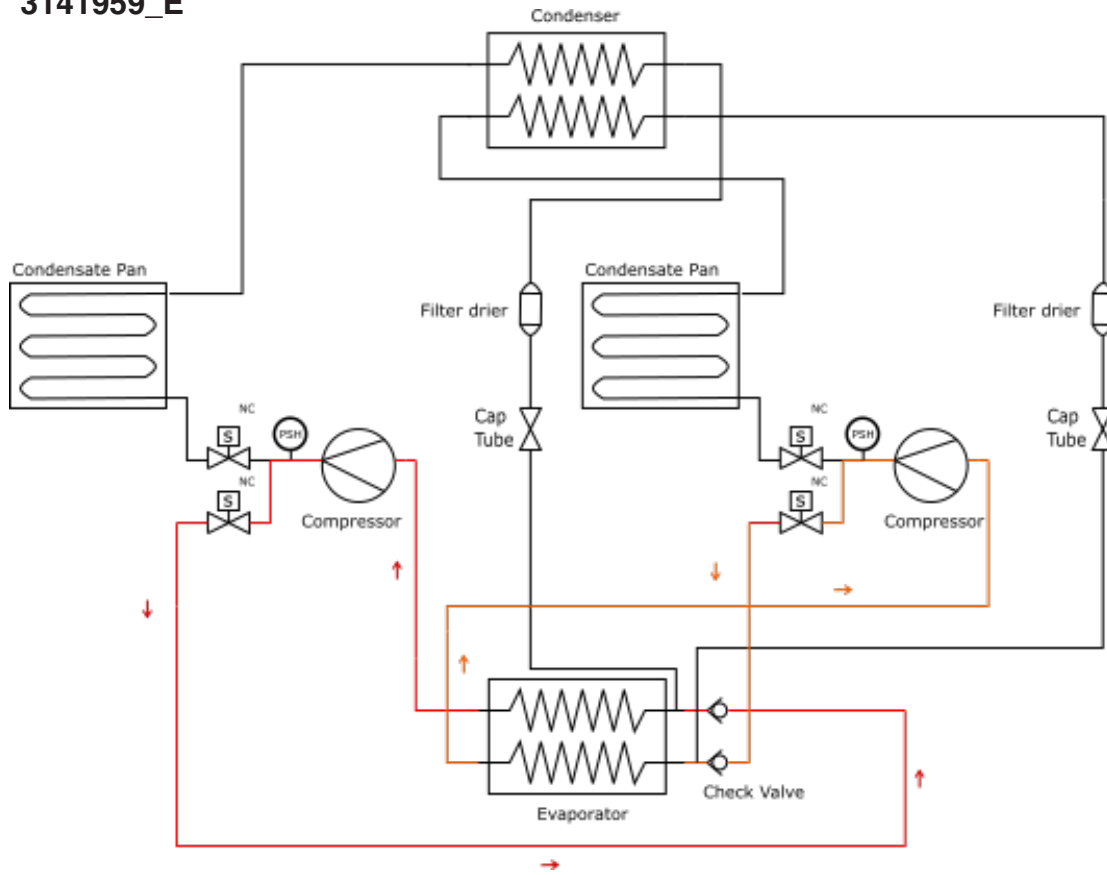 3141959_E
Condenser
Condensate Pan
Condensate Pan
Filter drier
Filter drier
NC
S
PSH
Cap
Tube
NC
S
PSH
Cap
Tube
NC
S
Compressor
NC
S
Compressor
Check Valve
Evaporator